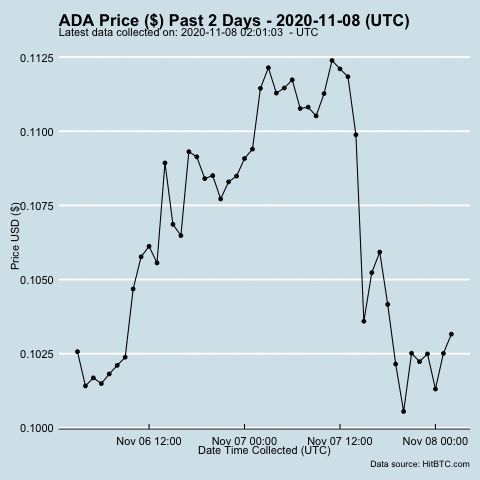 ADA Price ($) Past 2 Days - 2020-11-08 (UTC)
Latest data collected on: 2020-11-08 02:01:03 - UTC
0.1125
0.1100
0.1075
0.1050
0.1025
0.1000
Price USD ($)
Nov 06 12:00 Nov 07 00:00 Nov 07 12:00 Nov 08 00:00
Date Time Collected (UTC)
Data source: HitBTC.com